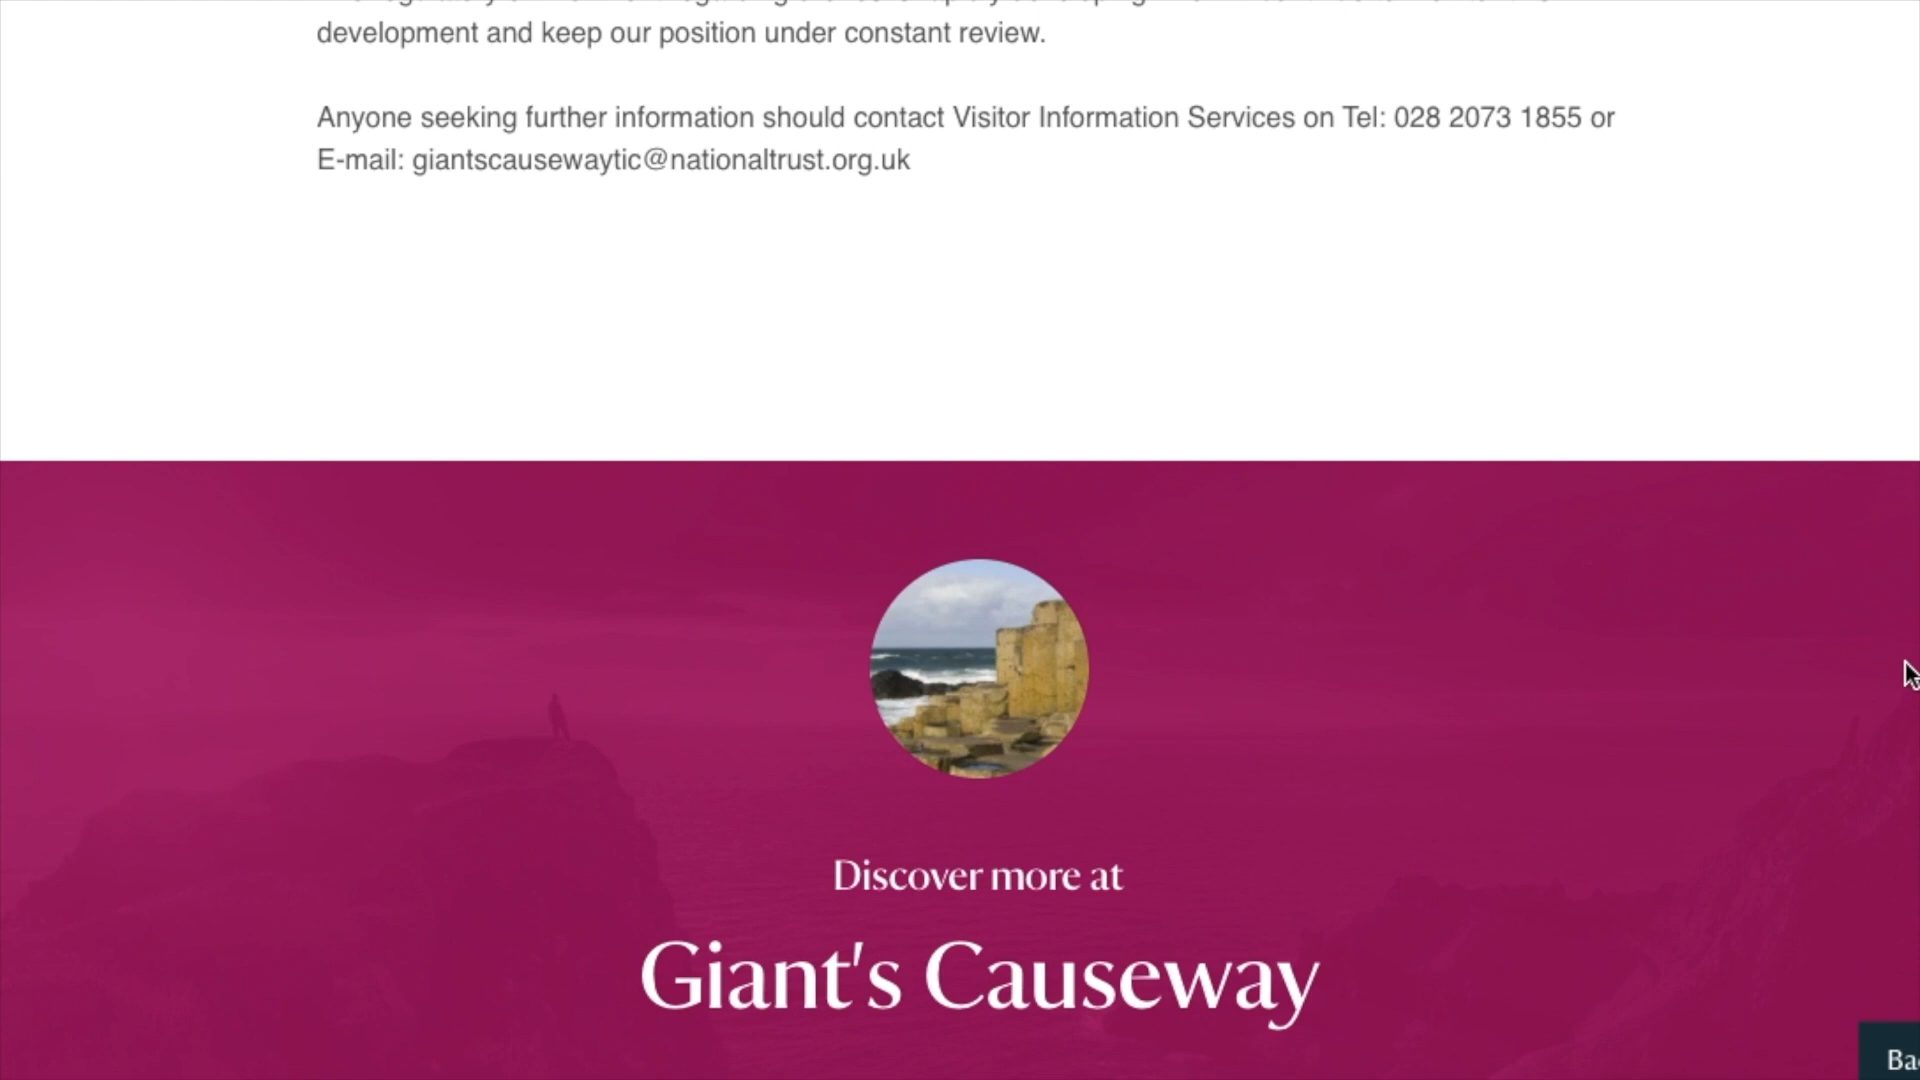 development and keep our position under constant review.
Anyone seeking further information should contact Visitor Information Services on Tel: 028 2073 1855 or
E-mail: giantscausewaytic@nationaltrust.org.uk
Discover more at
Giant's Causeway